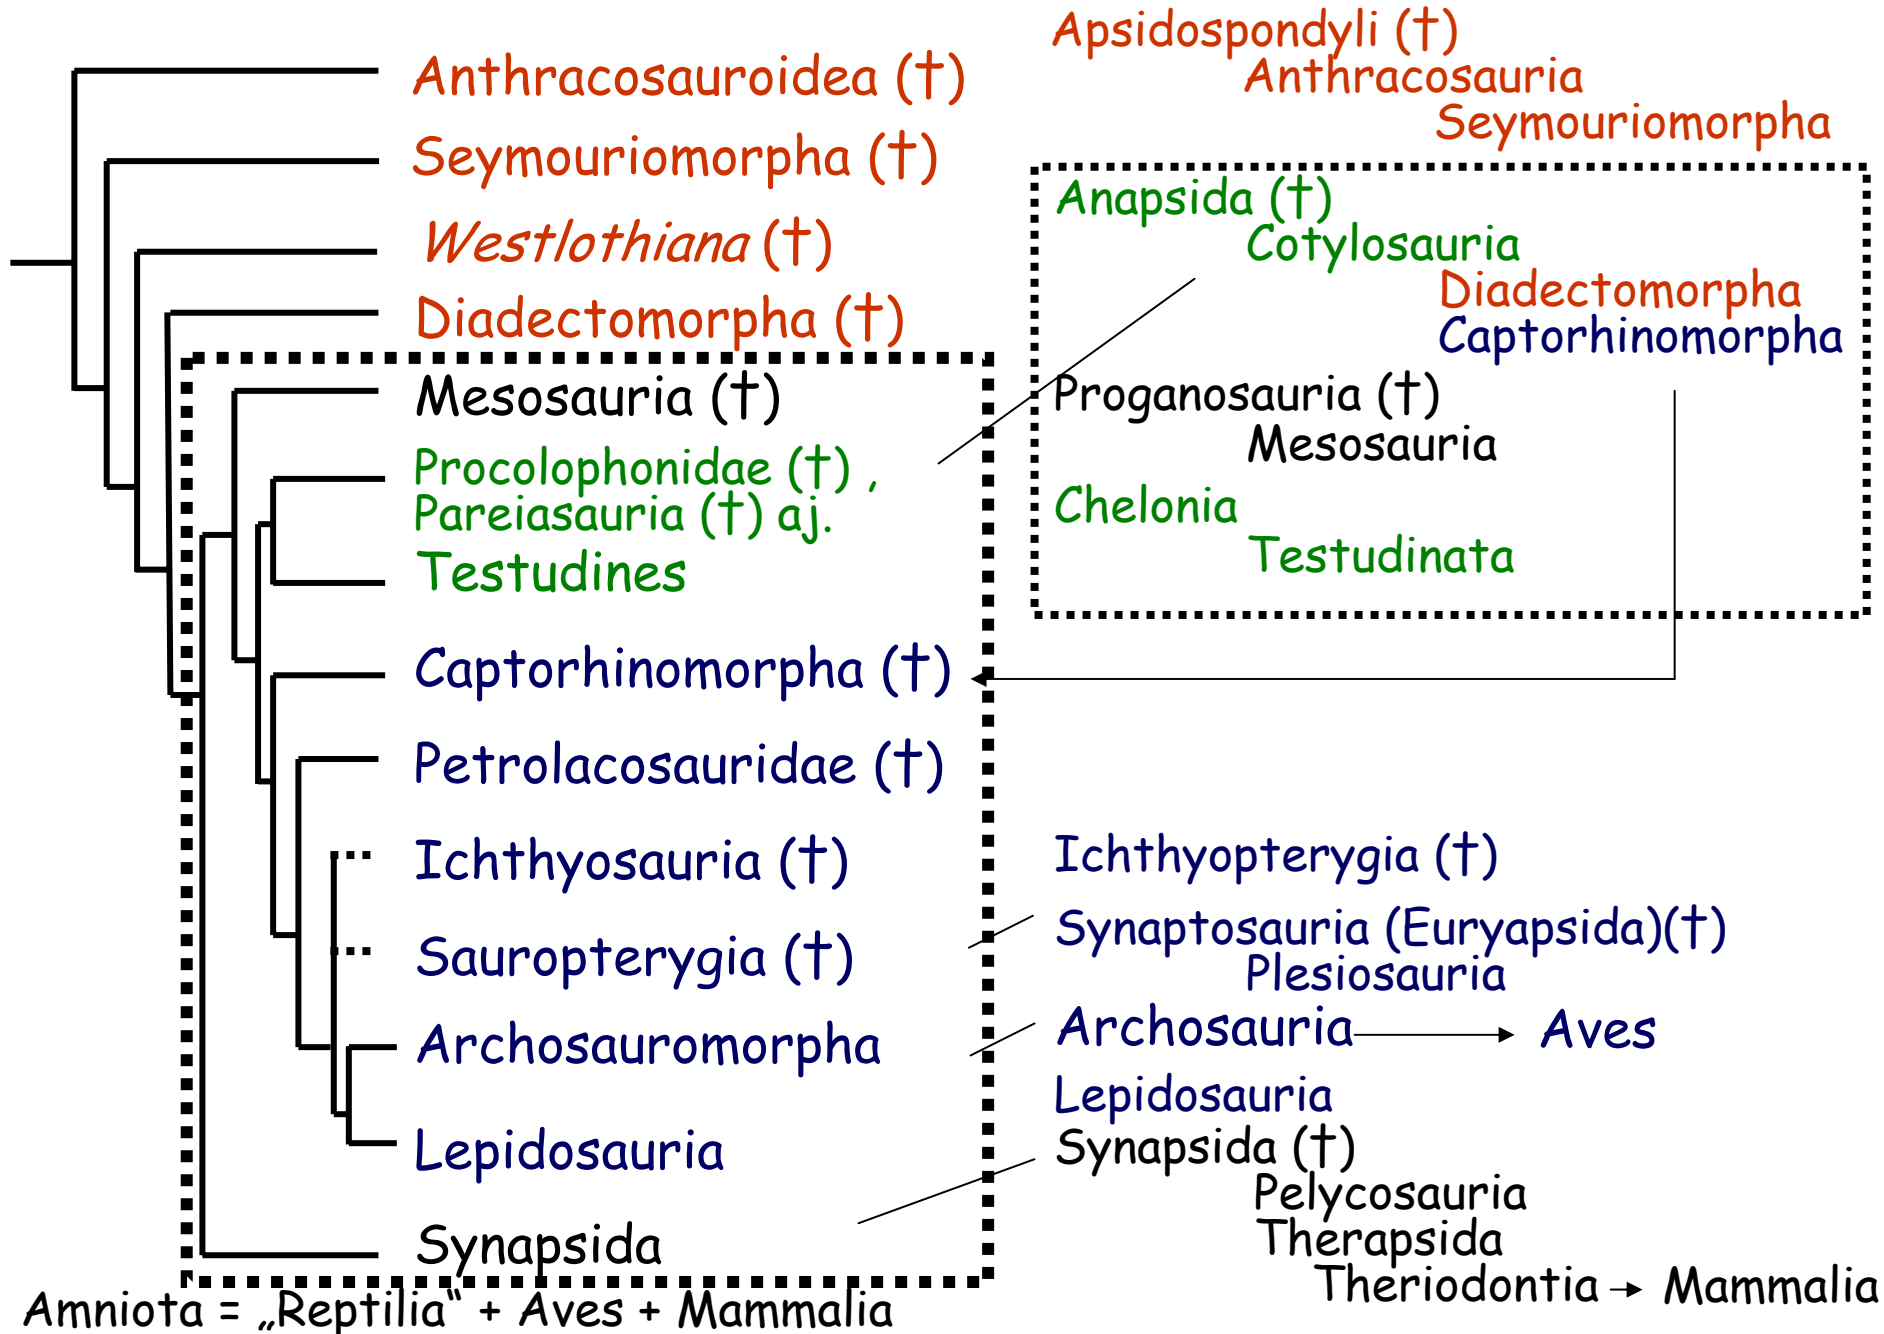 Anthracosauroidea (†)
Seymouriomorpha (†)
Westlothiana (†)
Diadectomorpha (†)
Mesosauria (†)
Procolophonidae (†) ,
Pareiasauria (†) aj.
Testudines
Captorhinomorpha (†)
Petrolacosauridae (†)
Ichthyosauria (†)
Sauropterygia (†)
Archosauromorpha
Lepidosauria
Synapsida
Amniota = „Reptilia“ + Aves + Mammalia
Apsidospondyli (†)
Anthracosauria
Seymouriomorpha
Anapsida (†)
Cotylosauria
Diadectomorpha
Captorhinomorpha
Proganosauria (†)
Mesosauria
Chelonia
Testudinata
Ichthyopterygia (†)
Synaptosauria (Euryapsida)(†)
Plesiosauria
Archosauria Aves
Lepidosauria
Synapsida (†)
Pelycosauria
Therapsida
Theriodontia Mammalia